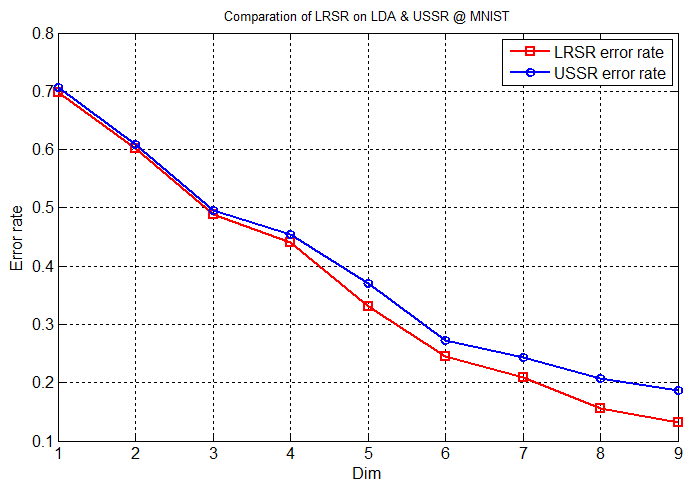 Comparation of LRSR on LDA & USSR @ MNIST
LRSR error rate
USSR error rate
Error rate
0.8
0.7
0.6
0.5
0.4
0.3
0.2
0.1
1 2 3 4 5 6 7 8 9
Dim